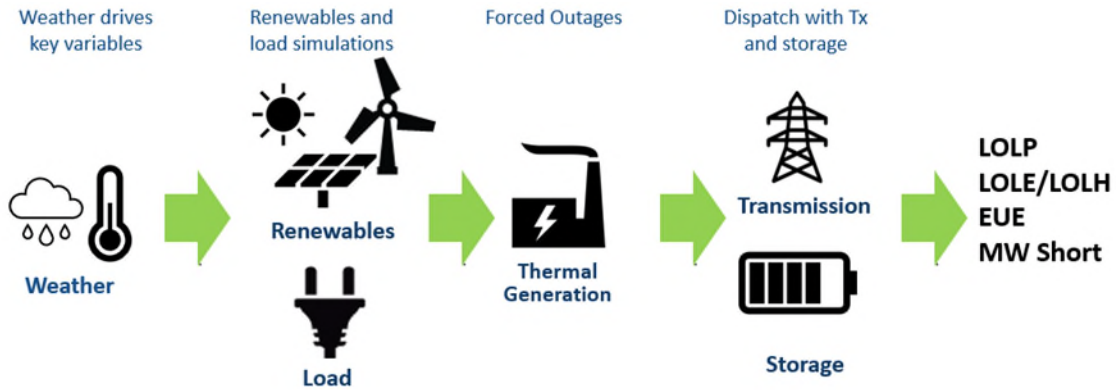 Weather drives
key variables
Renewables and
load simulations
Forced Outages
Dispatch with Tx
and storage
Weather
Renewables
Load
Thermal
Generation
Transmission
Storage
LOLP
LOLE/LOLH
EUE
MW Short